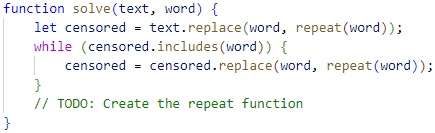 function solve(text, word) {
    let censored = text.replace(word, repeat(word));
    while (censored.includes(word)) {
        censored = censored.replace(word, repeat(word));
    }
    // TODO: Create the repeat function
}